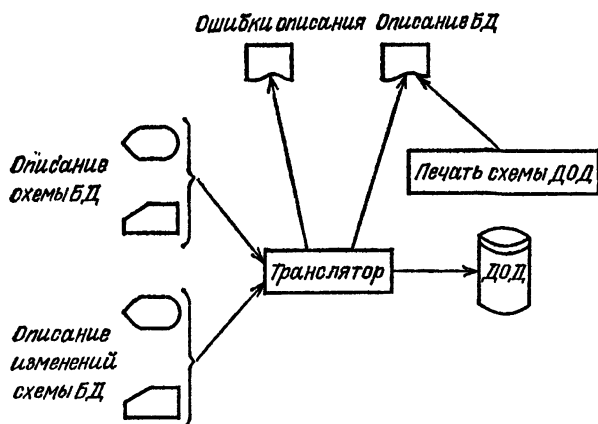 Ошибки описания Описание БД
Описание
схемы БД
Печать схемы ДОД
Транслятор
ДОД
Описание
изменений
схемы БД